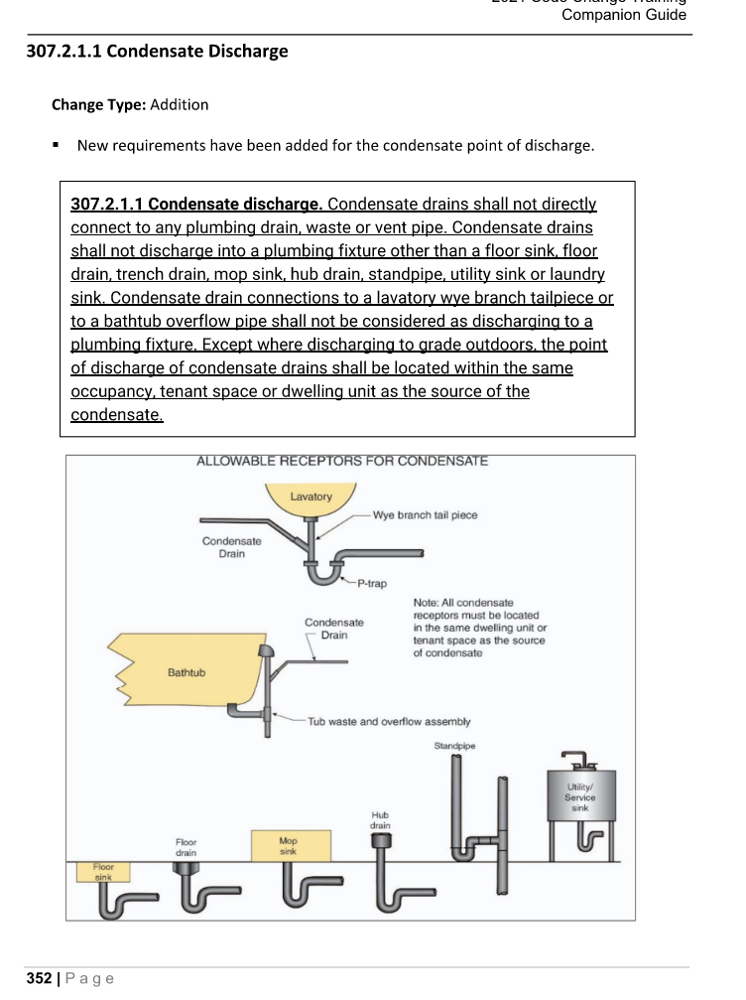 2021 Code Change Training
Companion Guide
307.2.1.1 Condensate Discharge
Change Type: Addition
▪ New requirements have been added for the condensate point of discharge.
307.2.1.1 Condensate discharge. Condensate drains shall not directly
connect to any plumbing drain, waste or vent pipe. Condensate drains
shall not discharge into a plumbing fixture other than a floor sink, floor
drain, trench drain, mop sink, hub drain, standpipe, utility sink or laundry
sink. Condensate drain connections to a lavatory wye branch tailpiece or
to a bathtub overflow pipe shall not be considered as discharging to a
plumbing fixture. Except where discharging to grade outdoors, the point
of discharge of condensate drains shall be located within the same
occupancy, tenant space or dwelling unit as the source of the
condensate.
ALLOWABLE RECEPTORS FOR CONDENSATE
Lavatory
Wye branch tail piece
Condensate
Drain
P-trap
Note: All condensate
receptors must be located
in the same dwelling unit or
tenant space as the source
of condensate
Condensate
Drain
Bathtub
Tub waste and overflow assembly
Standpipe
Utility/
Service
sink
Hub
drain
Mop
sink
Floor
drain
Floor
sink
352 | Page